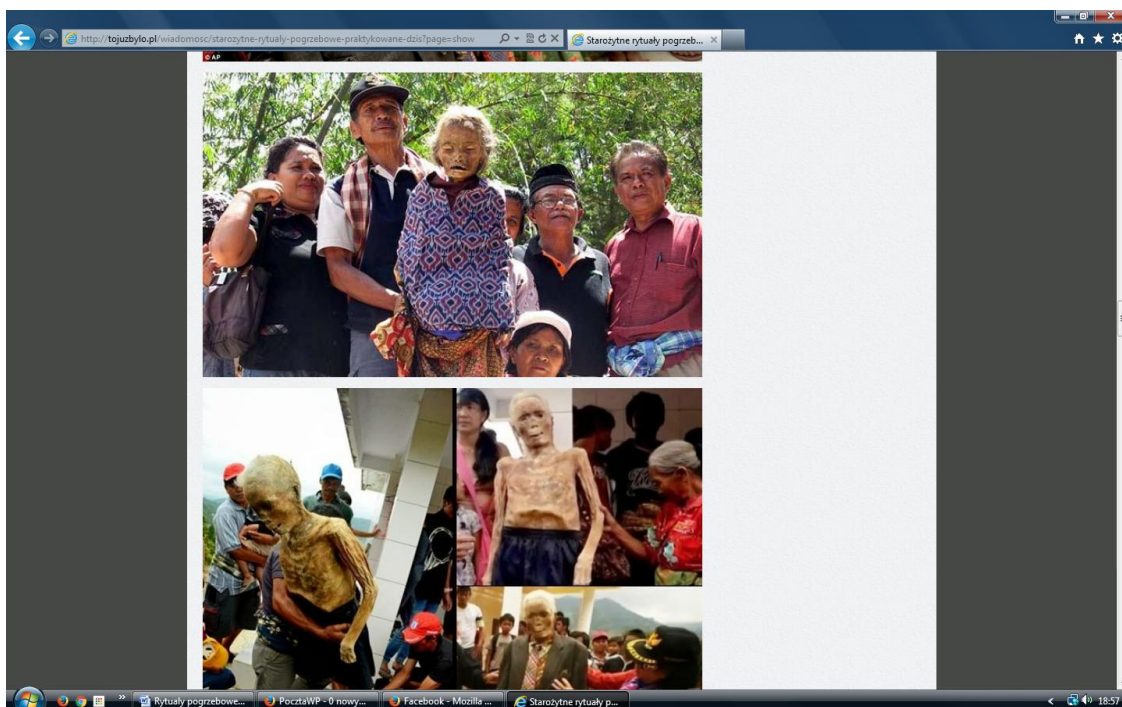 http://tojuzbylo.pl/wiadomosc/starozytne-rytualy-pogrzebowe-praktykowane-dzis?page=show
Starożytne rytuały pogrzeb...
© AP
Rytuały pogrzebowe...
PocztaWP - 0 nowy...
Facebook - Mozilla ...
Starożytne rytuały p...
18:57